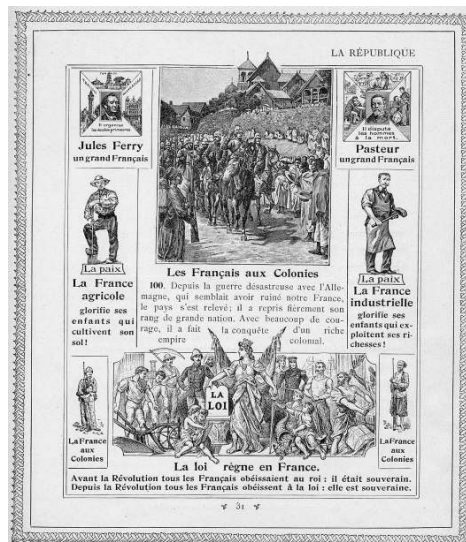 LA RÉPUBLIQUE
Il organise
les écoles primaires
Jules Ferry
un grand Français
Il dispute
les hommes
à la mort.
Pasteur
un grand Français
La paix
La France
agricole
glorifie ses
enfants qui
cultivent son
sol !
Les Français aux Colonies
100. Depuis la guerre désastreuse avec l'Alle-
magne, qui semblait avoir ruiné notre France,
le pays s'est relevé; il a repris fièrement son
rang de grande nation. Avec beaucoup de cou-
rage, il a fait la conquête d'un riche
empire colonial.
La paix
La France
industrielle
glorifie ses
enfants qui ex-
ploitent ses ri-
chesses !
La France
aux
Colonies
LA
LOI
La France
aux
Colonies
La loi règne en France.
Avant la Révolution tous les Français obéissaient au roi ; il était souverain.
Depuis la Révolution tous les Français obéissent à la loi : elle est souveraine.
31